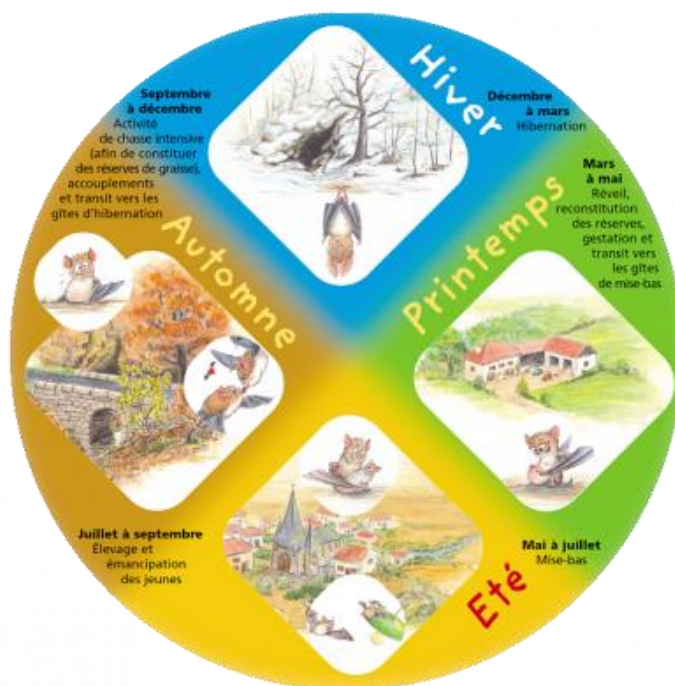 Hiver
Décembre
à mars
Hibernation
Printemps
Mars
à mai
Réveil,
reconstitution
des réserves,
gestation et
transit vers
les gîtes
de mise-bas
Eté
Mai à juillet
Mise-bas
Juillet à septembre
Élevage et
émancipation
des jeunes
Automne
Septembre
à décembre
Activité
de chasse intensive
(afin de constituer
des réserves de graisse),
accouplements
et transit vers les
gîtes d'hibernation